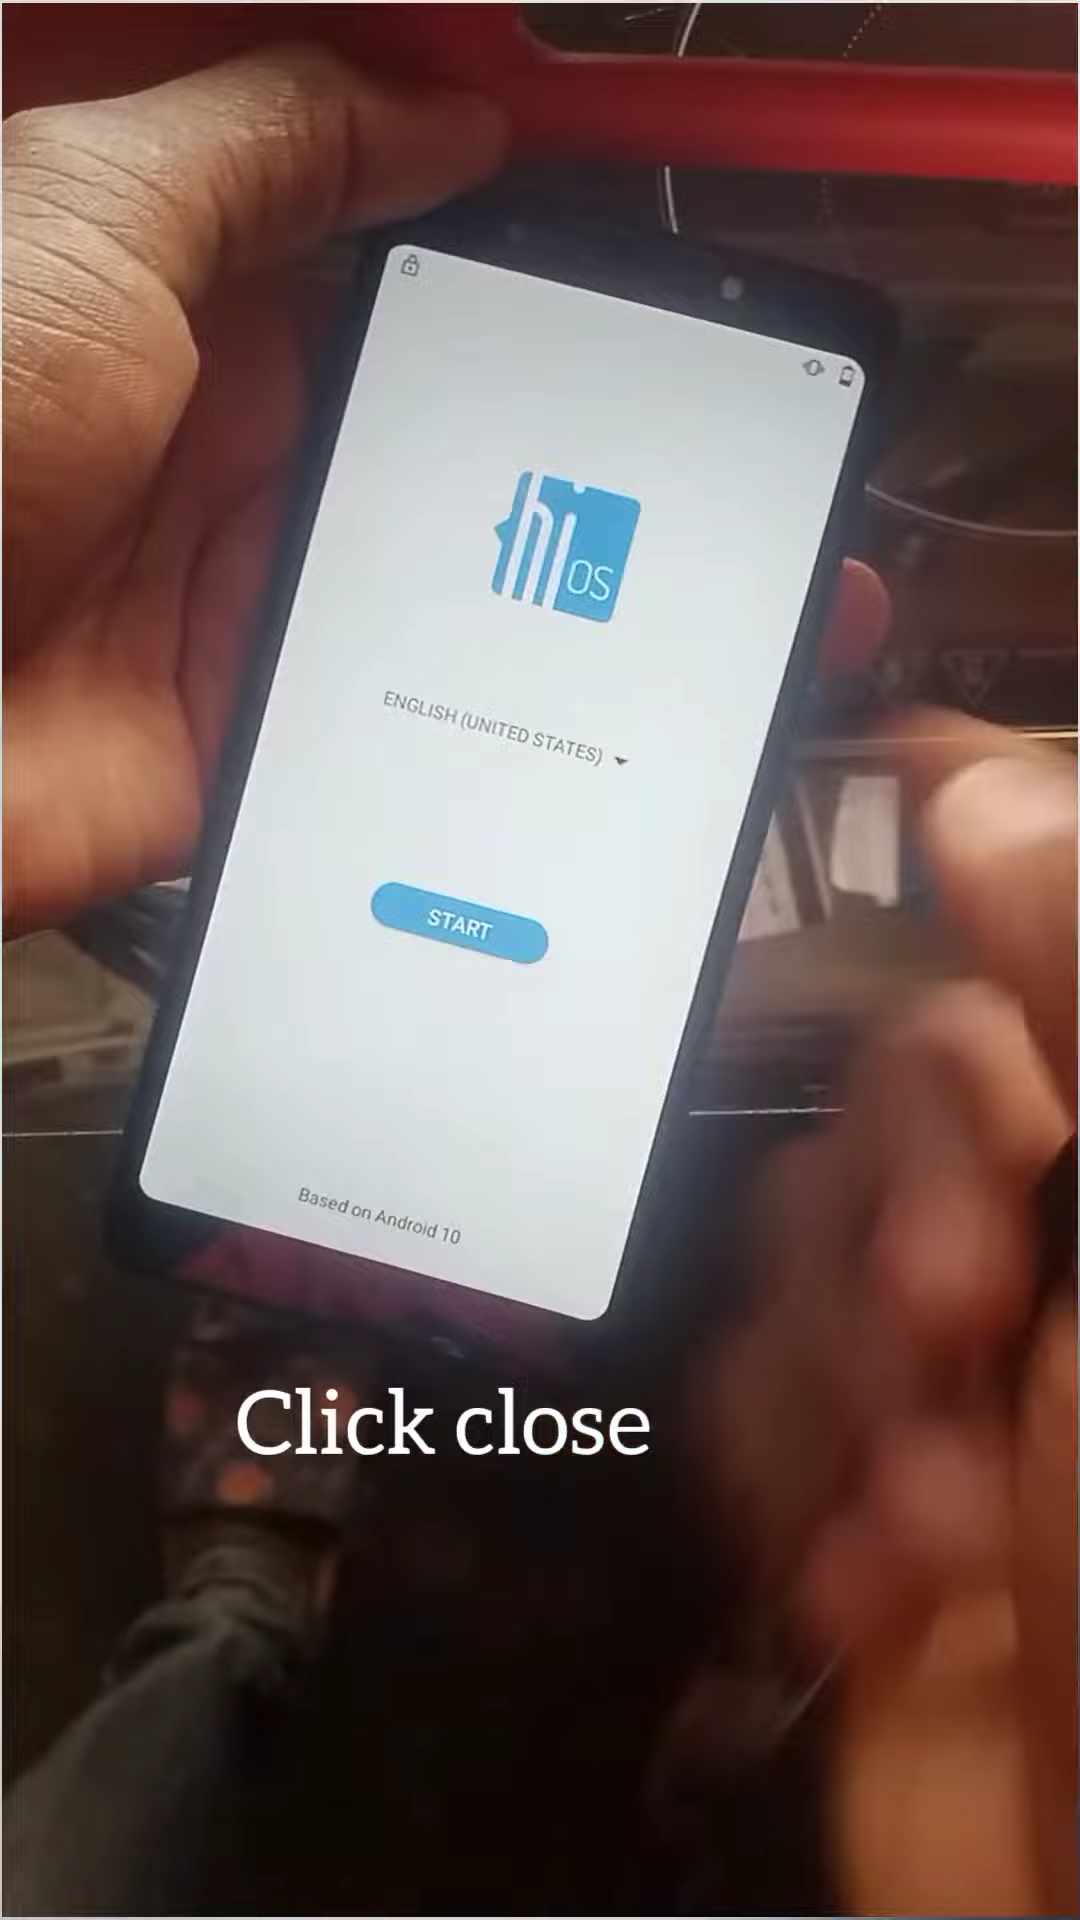 hi
OS
ENGLISH (UNITED STATES)
START
Based on Android 10
Click close